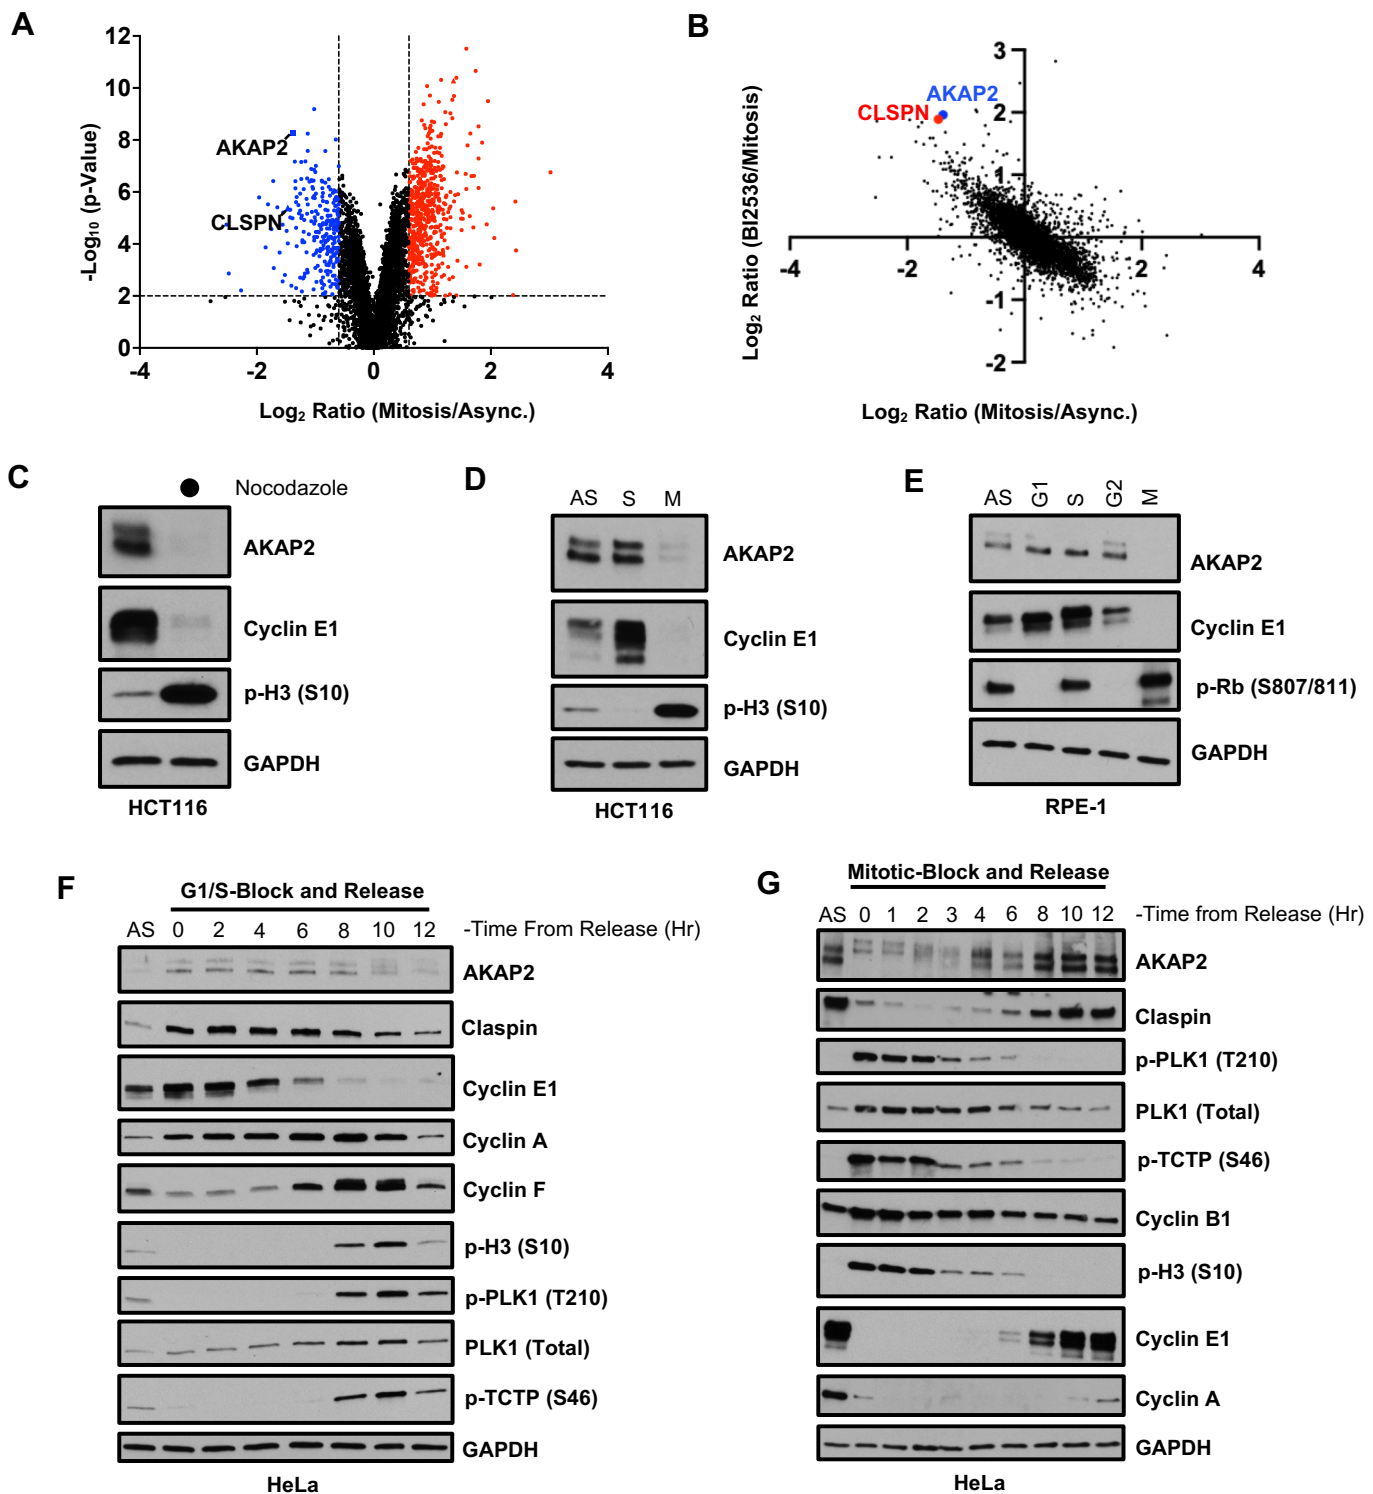 A
12
10
8
6
4
2
0
-4
-2
0
2
4
-Log₁₀ (p-Value)
AKAP2
CLSPN
Log₂ Ratio (Mitosis/Async.)
B
3
2
1
-1
-2
-4
-2
2
4
Log₂ Ratio (BI2536/Mitosis)
AKAP2
CLSPN
Log₂ Ratio (Mitosis/Async.)
C
Nocodazole
AKAP2
Cyclin E1
p-H3 (S10)
GAPDH
HCT116
D
AS S M
AKAP2
Cyclin E1
p-H3 (S10)
GAPDH
HCT116
E
AS G1 S G2 M
AKAP2
Cyclin E1
p-Rb (S807/811)
GAPDH
RPE-1
F
G1/S-Block and Release
AS 0 2 4 6 8 10 12 -Time From Release (Hr)
AKAP2
Claspin
Cyclin E1
Cyclin A
Cyclin F
p-H3 (S10)
p-PLK1 (T210)
PLK1 (Total)
p-TCTP (S46)
GAPDH
HeLa
G
Mitotic-Block and Release
AS 0 1 2 3 4 6 8 10 12 -Time from Release (Hr)
AKAP2
Claspin
p-PLK1 (T210)
PLK1 (Total)
p-TCTP (S46)
Cyclin B1
p-H3 (S10)
Cyclin E1
Cyclin A
GAPDH
HeLa